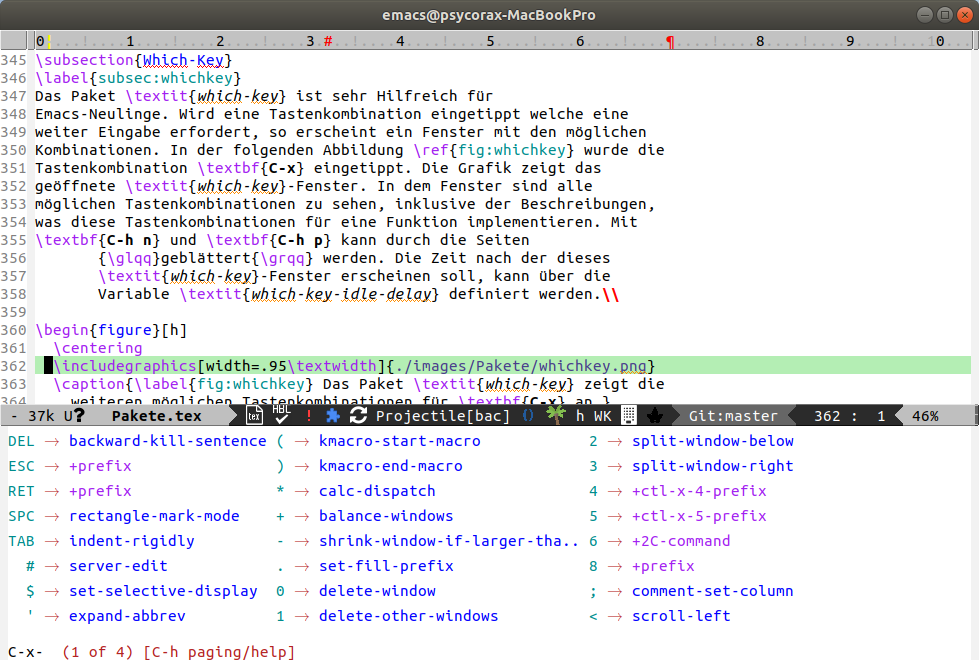 emacs@psycorax-MacBookPro
0 1 2 3 # 4 5 6 ¶ 8 9 0
345 \subsection{Which-Key}
346 \label{subsec:whichkey}
347 Das Paket \textit{which-key} ist sehr Hilfreich für
348 Emacs-Neulinge. Wird eine Tastenkombination eingetippt welche eine
349 weiter Eingabe erfordert, so erscheint ein Fenster mit den möglichen
350 Kombinationen. In der folgenden Abbildung \ref{fig:whichkey} wurde die
351 Tastenkombination \textbf{C-x} eingetippt. Die Grafik zeigt das
352 geöffnete \textit{which-key}-Fenster. In dem Fenster sind alle
353 möglichen Tastenkombinationen zu sehen, inklusive der Beschreibungen,
354 was diese Tastenkombinationen für eine Funktion implementieren. Mit
355 \textbf{C-h n} und \textbf{C-h p} kann durch die Seiten
356 {\glqq}geblättert{\grqq} werden. Die Zeit nach der dieses
357 \textit{which-key}-Fenster erscheinen soll, kann über die
358 Variable \textit{which-key-idle-delay} definiert werden.\\
359
360 \begin{figure}[h]
361 \centering
362 \includegraphics[width=.95\textwidth]{./images/Pakete/whichkey.png}
363 \caption{\label{fig:whichkey} Das Paket \textit{which-key} zeigt die
364 weiteren möglichen Tastenkombinationen für \textbf{C-x} an.}
- 37k U? Pakete.tex tex HBL ! Projectile[bac] () h WK Git:master 362 : 1 46%
DEL → backward-kill-sentence ( → kmacro-start-macro 2 → split-window-below
ESC → +prefix ) → kmacro-end-macro 3 → split-window-right
RET → +prefix * → calc-dispatch 4 → +ctl-x-4-prefix
SPC → rectangle-mark-mode + → balance-windows 5 → +ctl-x-5-prefix
TAB → indent-rigidly - → shrink-window-if-larger-tha.. 6 → +2C-command
# → server-edit . → set-fill-prefix 8 → +prefix
$ → set-selective-display 0 → delete-window ; → comment-set-column
' → expand-abbrev 1 → delete-other-windows < → scroll-left
C-x- (1 of 4) [C-h paging/help]